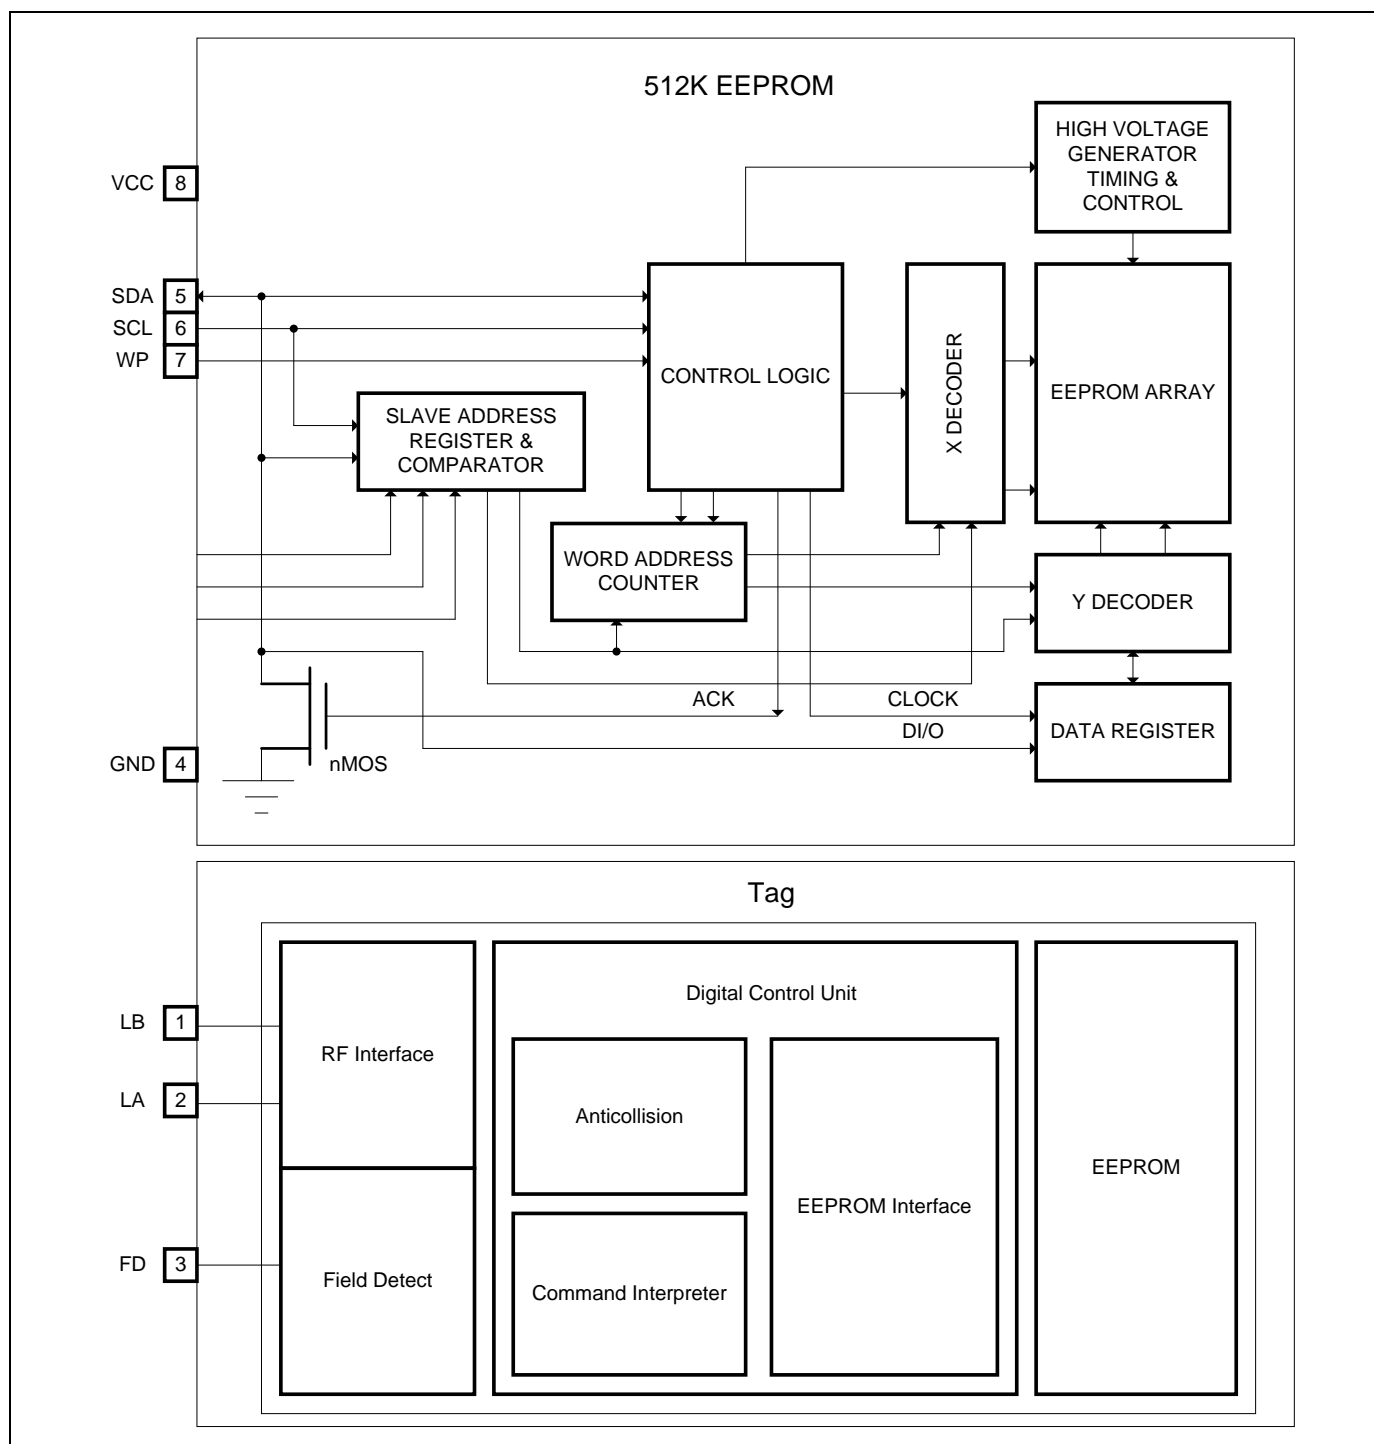 512K EEPROM
HIGH VOLTAGE
GENERATOR
TIMING &
CONTROL
VCC 8
SDA 5
SCL 6
WP 7
CONTROL LOGIC
X DECODER
EEPROM ARRAY
SLAVE ADDRESS
REGISTER &
COMPARATOR
WORD ADDRESS
COUNTER
Y DECODER
ACK
CLOCK
DI/O
DATA REGISTER
GND 4
nMOS
Tag
Digital Control Unit
LB 1
RF Interface
LA 2
Anticollision
EEPROM
EEPROM Interface
FD 3
Field Detect
Command Interpreter